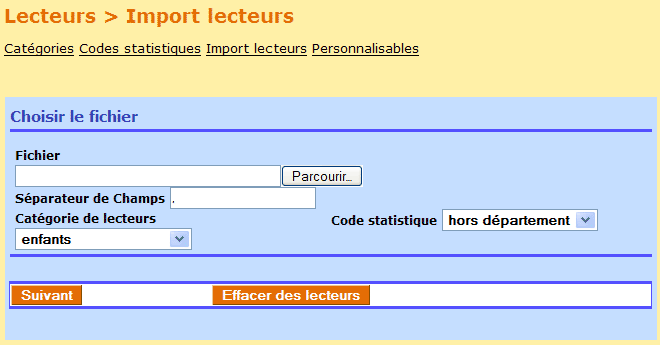 Lecteurs > Import lecteurs
Catégories Codes statistiques Import lecteurs Personnalisables
Choisir le fichier
Fichier
Parcourir...
Séparateur de Champs .
Catégorie de lecteurs
Code statistique hors département
enfants
Suivant Effacer des lecteurs